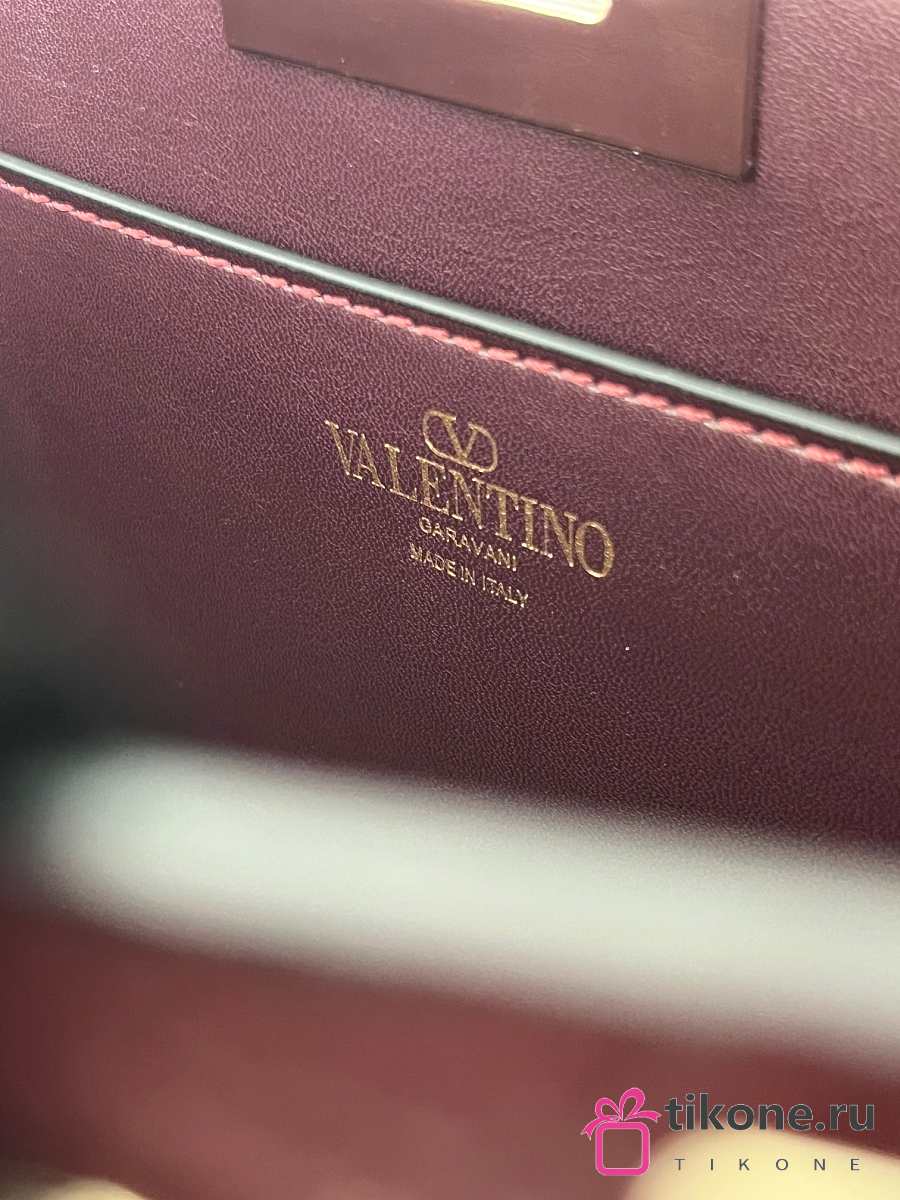 V
VALENTINO
GARAVANI
MADE IN ITALY
tikone.ru
TIKONE